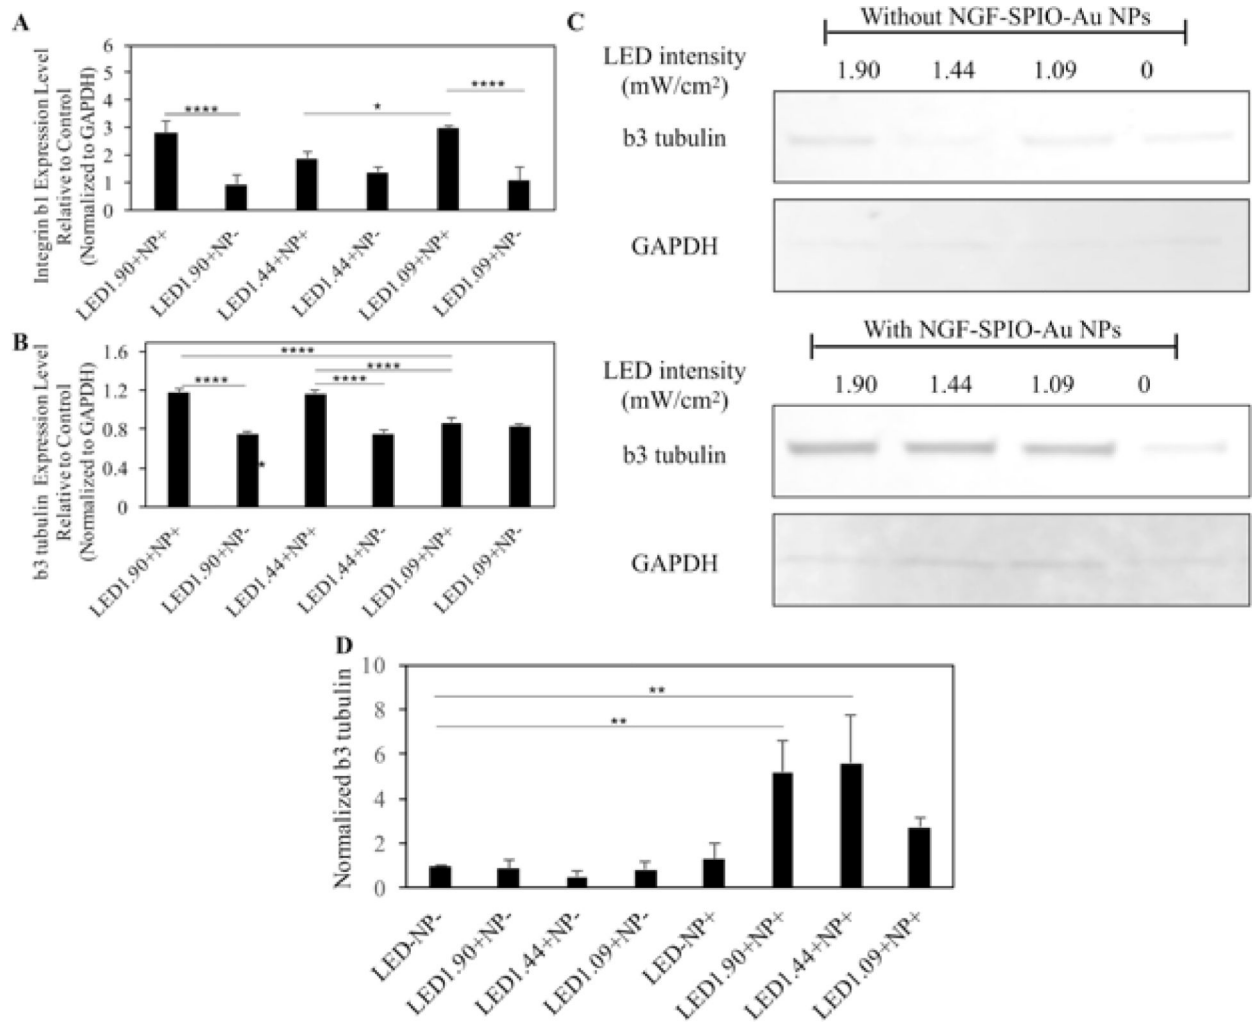 A
Integrin b1 Expression Level
Relative to Control
(Normalized to GAPDH)
6
5
4
3
2
1
0
****
*
****
LED1.90+NP+
LED1.90+NP-
LED1.44+NP+
LED1.44+NP-
LED1.09+NP+
LED1.09+NP-
B
b3 tubulin Expression Level
Relative to Control
(Normalized to GAPDH)
1.6
1.2
0.8
0.4
0
****
****
****
****
*
LED1.90+NP+
LED1.90+NP-
LED1.44+NP+
LED1.44+NP-
LED1.09+NP+
LED1.09+NP-
C
Without NGF-SPIO-Au NPs
LED intensity
(mW/cm2)
1.90 1.44 1.09 0
b3 tubulin
GAPDH
With NGF-SPIO-Au NPs
LED intensity
(mW/cm2)
1.90 1.44 1.09 0
b3 tubulin
GAPDH
D
Normalized b3 tubulin
10
8
6
4
2
0
**
**
LED-NP-
LED1.90+NP-
LED1.44+NP-
LED1.09+NP-
LED-NP+
LED1.90+NP+
LED1.44+NP+
LED1.09+NP+